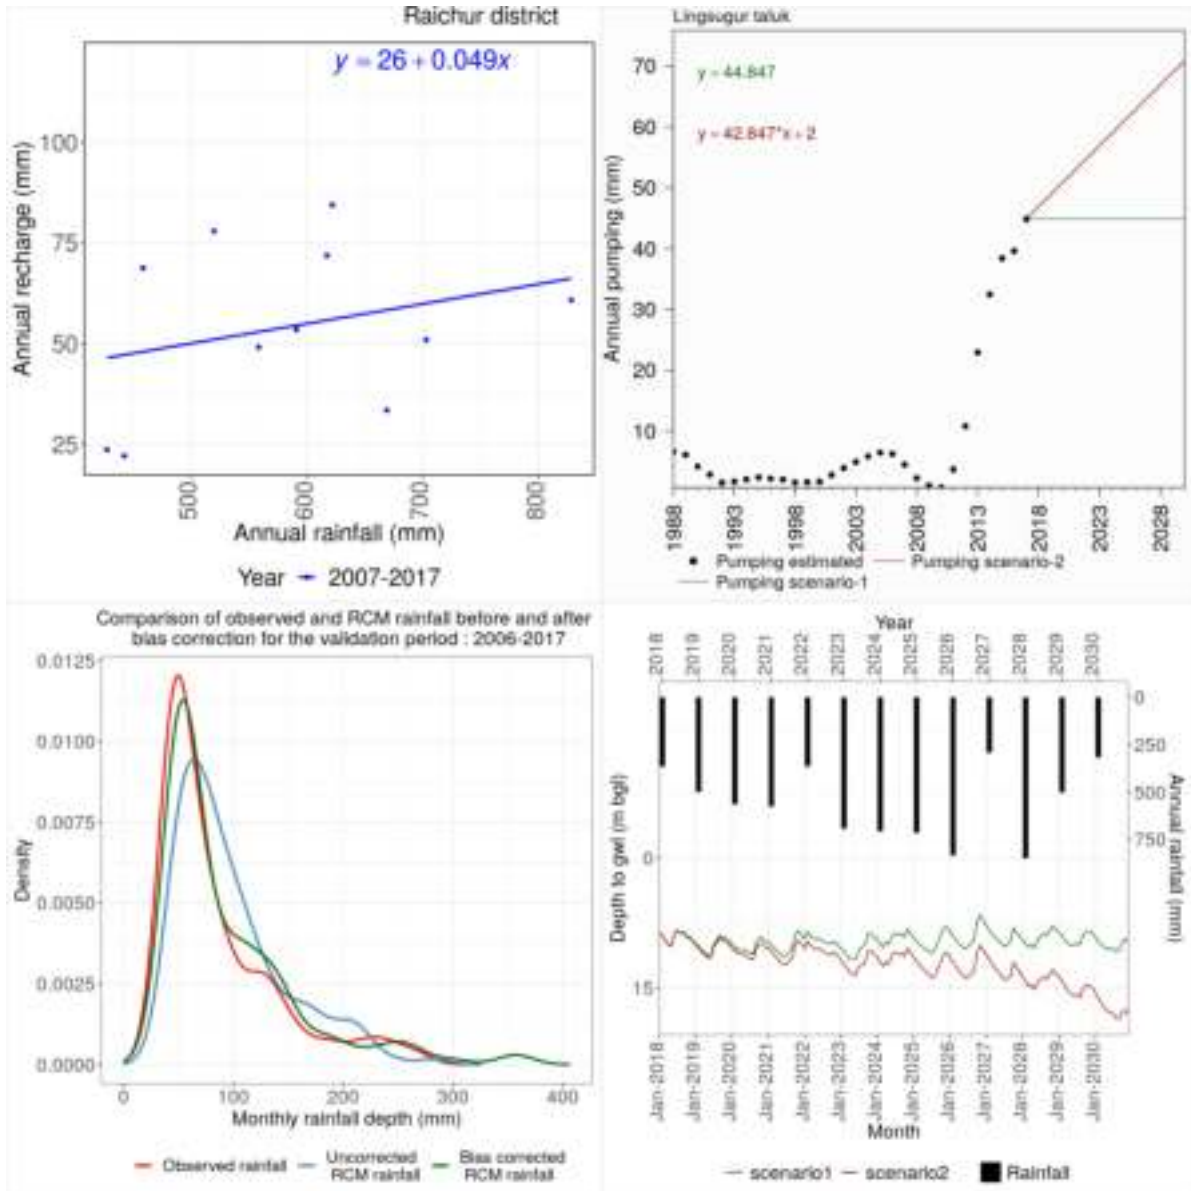 Raichur district
y = 26 + 0.049x
Annual recharge (mm)
100
75
50
25
500
600
700
800
Annual rainfall (mm)
Year 2007-2017
Lingsugur taluk
y = 44.847
y = 42.847*x + 2
Annual pumping (mm)
70
60
50
40
30
20
10
1988
1993
1998
2003
2008
2013
2018
2023
2028
Pumping estimated Pumping scenario-2
Pumping scenario-1
Comparison of observed and RCM rainfall before and after
bias correction for the validation period : 2006-2017
Density
0.0125
0.0100
0.0075
0.0050
0.0025
0.0000
0 100 200 300 400
Monthly rainfall depth (mm)
Observed rainfall
Uncorrected
RCM rainfall
Bias corrected
RCM rainfall
Year
2018
2019
2020
2021
2022
2023
2024
2025
2026
2027
2028
2029
2030
Depth to gwl (m bgl)
0
15
0
250
500
750
Annual rainfall (mm)
Jan-2018
Jan-2019
Jan-2020
Jan-2021
Jan-2022
Jan-2023
Jan-2024
Jan-2025
Jan-2026
Jan-2027
Jan-2028
Jan-2029
Jan-2030
Month
scenario1 scenario2 Rainfall